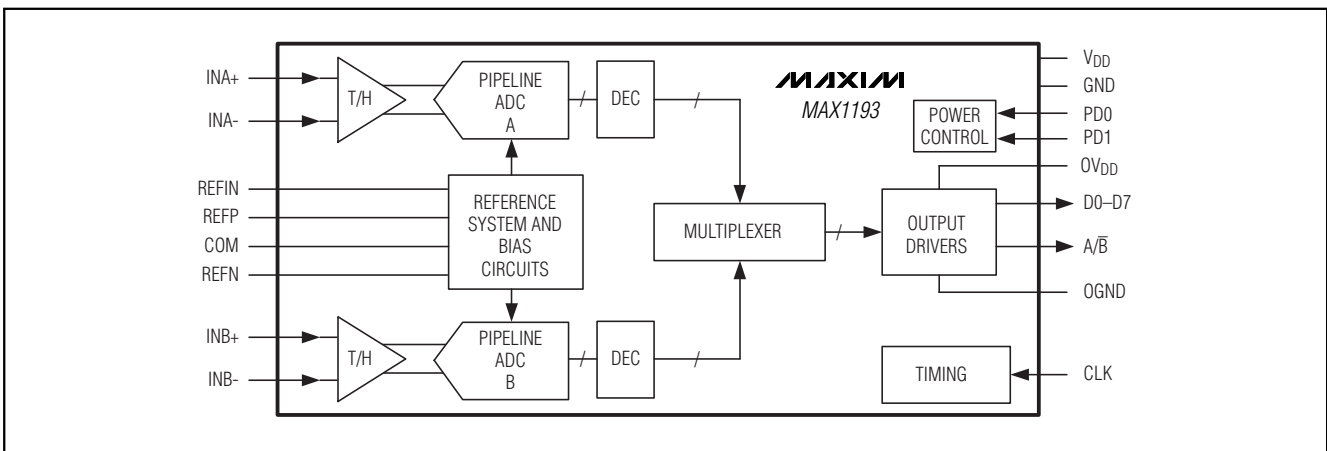 INA+
INA-
T/H
PIPELINE
ADC
A
DEC
MAXIM
MAX1193
POWER
CONTROL
VDD
GND
PD0
PD1
OVDD
REFIN
REFP
COM
REFN
REFERENCE
SYSTEM AND
BIAS
CIRCUITS
MULTIPLEXER
OUTPUT
DRIVERS
D0–D7
A/B̅
OGND
INB+
INB-
T/H
PIPELINE
ADC
B
DEC
TIMING
CLK